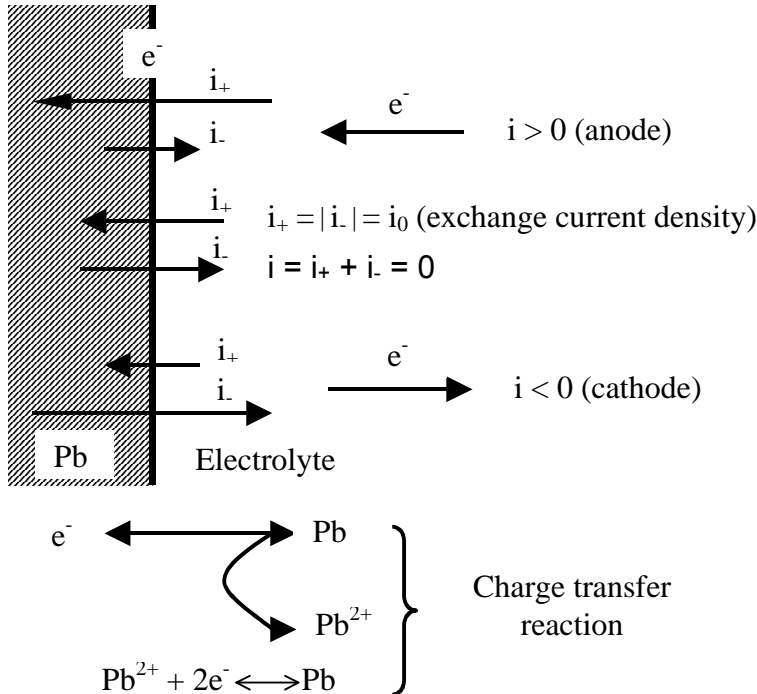 e⁻
i₊
e⁻ i > 0 (anode)
i₋
i₊ i₊ = | i₋ | = i₀ (exchange current density)
i₋ i = i₊ + i₋ = 0
i₊ e⁻
i₋ i < 0 (cathode)
Pb Electrolyte
e⁻ Pb
Charge transfer
reaction
Pb²⁺
Pb²⁺ + 2e⁻ ⟷ Pb